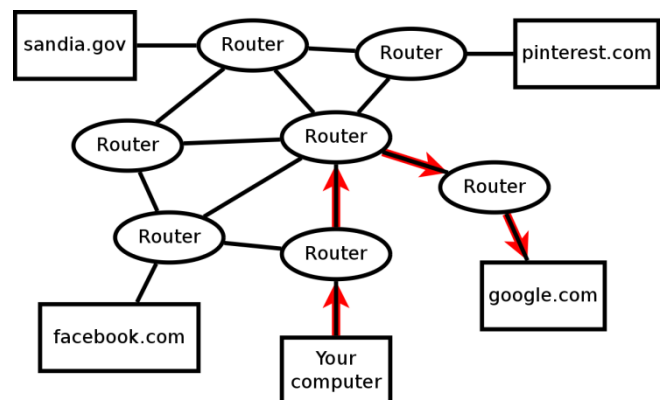 sandia.gov
Router
Router
pinterest.com
Router
Router
Router
Router
Router
google.com
facebook.com
Your
computer